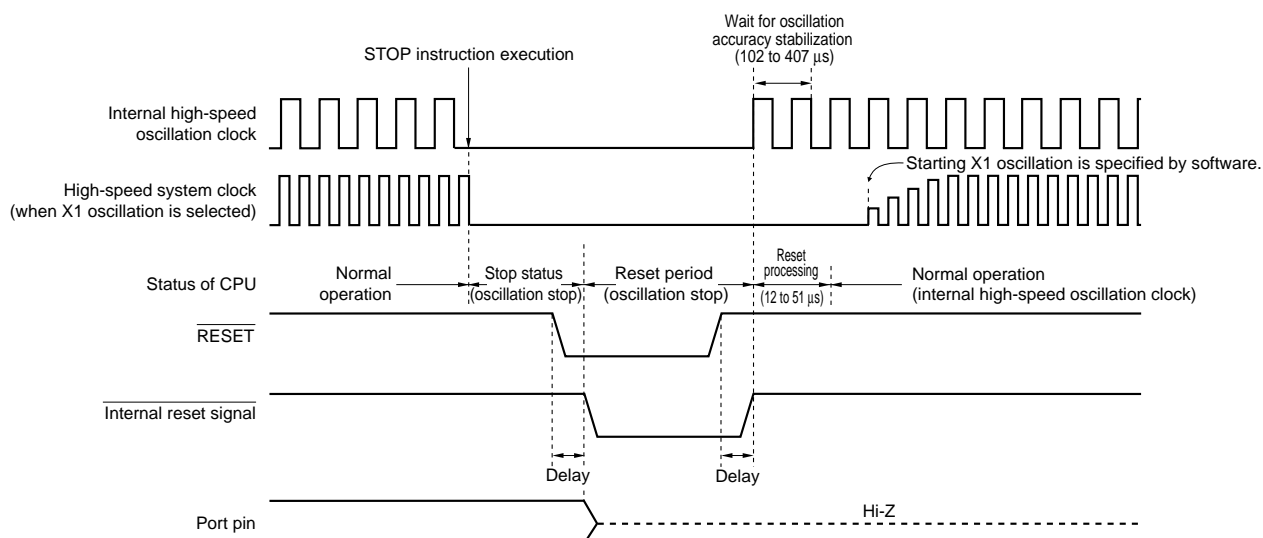 Wait for oscillation
accuracy stabilization
(102 to 407 μs)
STOP instruction execution
Internal high-speed
oscillation clock
Starting X1 oscillation is specified by software.
High-speed system clock
(when X1 oscillation is selected)
Status of CPU
Normal
operation
Stop status
(oscillation stop)
Reset period
(oscillation stop)
Reset
processing
(12 to 51 μs)
Normal operation
(internal high-speed oscillation clock)
RESET
Internal reset signal
Delay
Delay
Port pin
Hi-Z